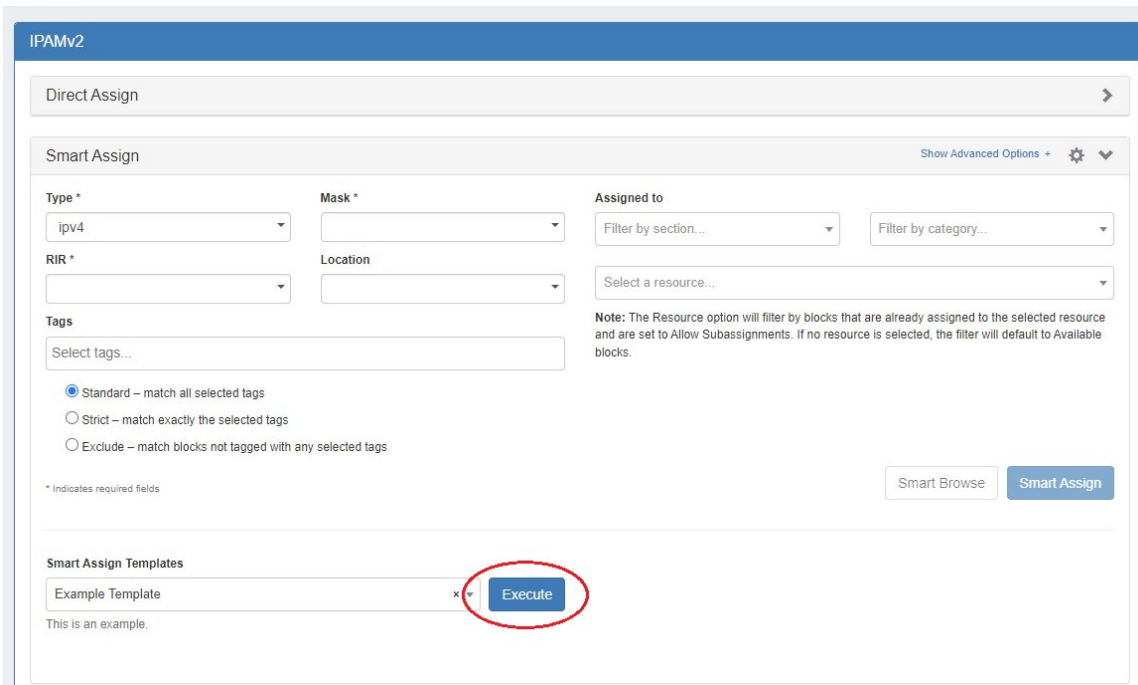 IPAMv2
Direct Assign
Smart Assign
Show Advanced Options +
Type *
Mask *
Assigned to
ipv4
Filter by section...
Filter by category...
RIR *
Location
Select a resource...
Tags
Note: The Resource option will filter by blocks that are already assigned to the selected resource
and are set to Allow Subassignments. If no resource is selected, the filter will default to Available
blocks.
Select tags...
Standard – match all selected tags
Strict – match exactly the selected tags
Exclude – match blocks not tagged with any selected tags
* Indicates required fields
Smart Browse
Smart Assign
Smart Assign Templates
Example Template
×
Execute
This is an example.